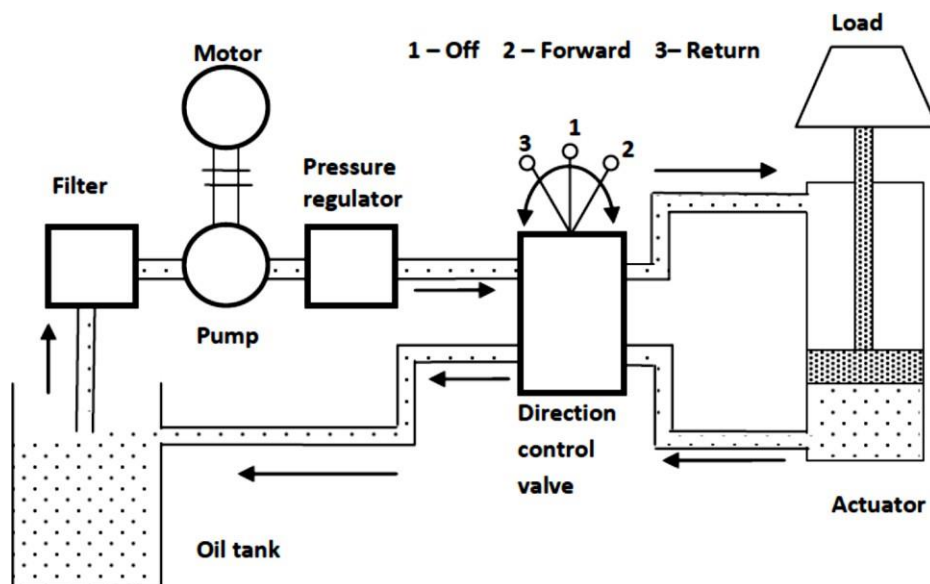 Load
Motor
1 – Off 2 – Forward 3– Return
1
3
2
Pressure
regulator
Filter
Pump
Direction
control
valve
Actuator
Oil tank